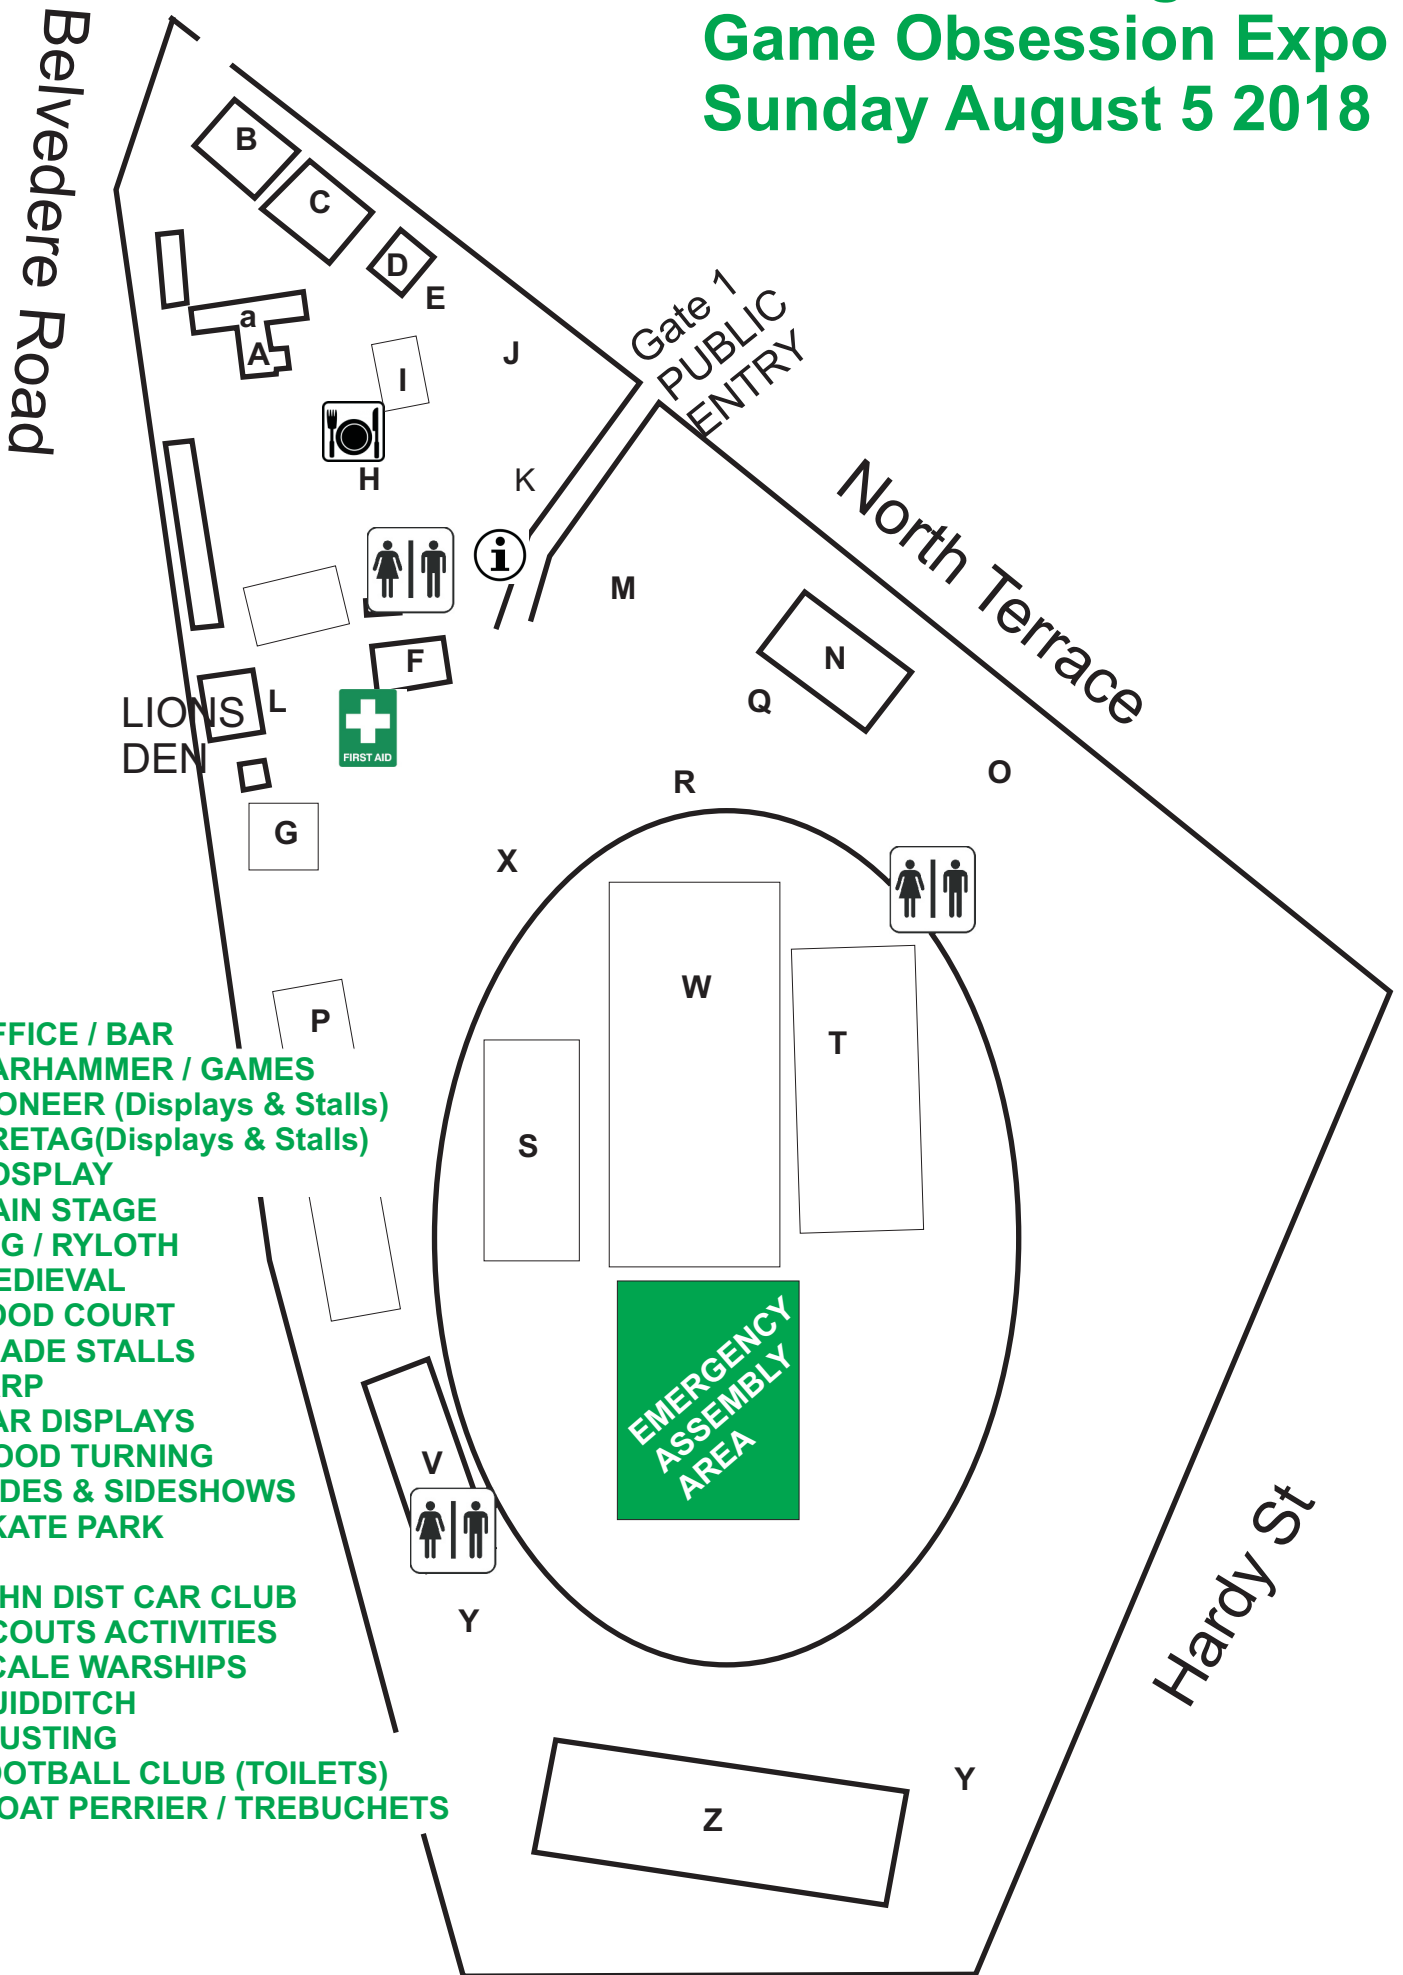 Game Obsession Expo
Sunday August 5 2018
Belvedere Road
B
C
D
E
a
A
I
J
Gate 1
PUBLIC
ENTRY
H
K
North Terrace
M
F
N
LIONS
DEN
L
Q
FIRST AID
R
O
G
X
W
P
T
S
FFICE / BAR
ARHAMMER / GAMES
ONEER (Displays & Stalls)
RETAG(Displays & Stalls)
OSPLAY
AIN STAGE
G / RYLOTH
EDIEVAL
OOD COURT
ADE STALLS
RP
AR DISPLAYS
OOD TURNING
DES & SIDESHOWS
KATE PARK
HN DIST CAR CLUB
COUTS ACTIVITIES
CALE WARSHIPS
UIDDITCH
USTING
OOTBALL CLUB (TOILETS)
OAT PERRIER / TREBUCHETS
EMERGENCY
ASSEMBLY
AREA
V
Hardy St
Y
Y
Z